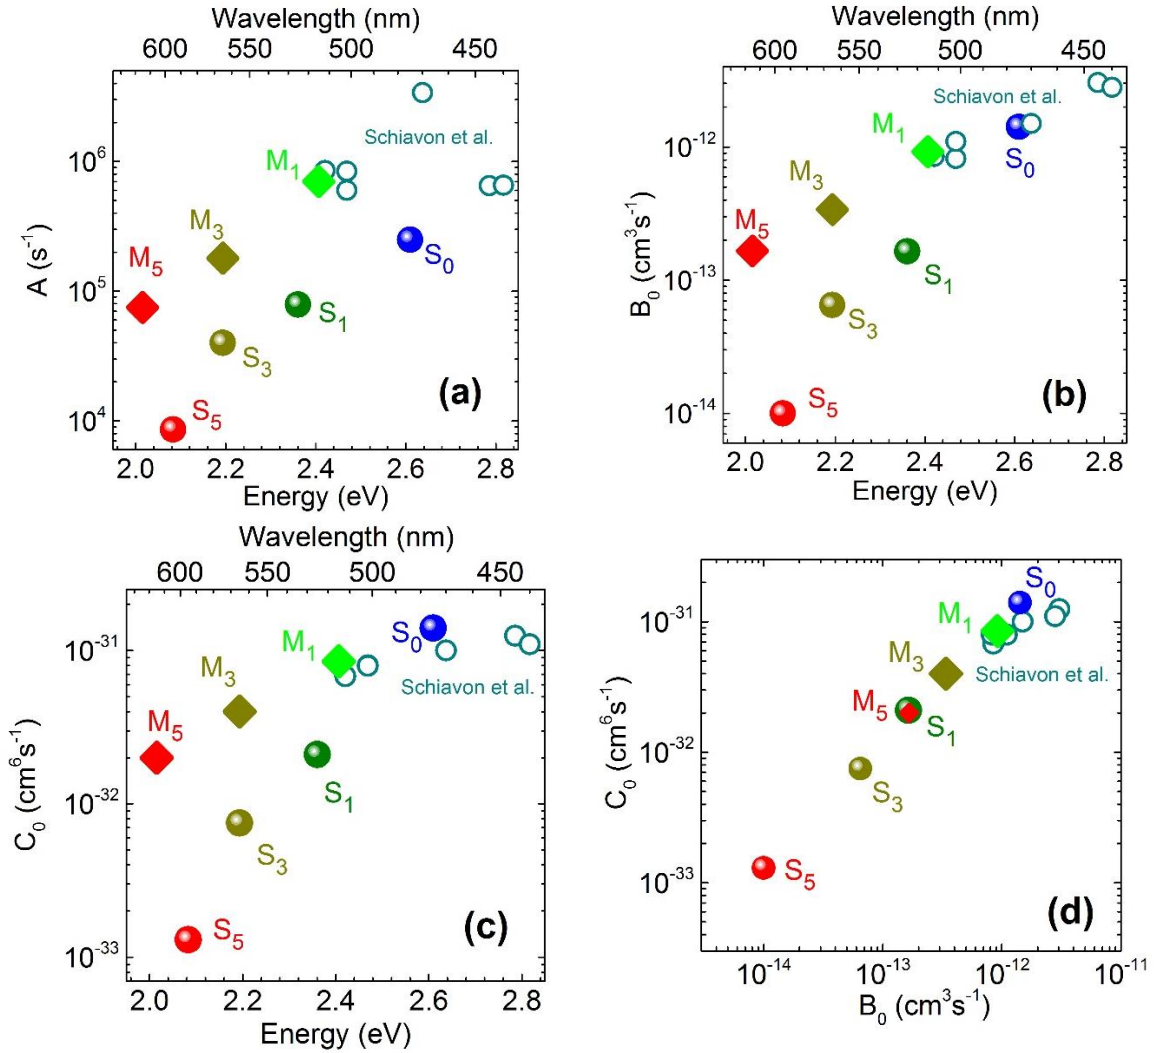 Wavelength (nm)
600 550 500 450
A (s⁻¹)
10⁶
10⁵
10⁴
Schiavon et al.
M₁
M₃
M₅
S₀
S₁
S₃
S₅
(a)
2.0 2.2 2.4 2.6 2.8
Energy (eV)
Wavelength (nm)
600 550 500 450
B₀ (cm³s⁻¹)
10⁻¹²
10⁻¹³
10⁻¹⁴
Schiavon et al.
M₁
S₀
M₃
M₅
S₁
S₃
S₅
(b)
2.0 2.2 2.4 2.6 2.8
Energy (eV)
Wavelength (nm)
600 550 500 450
C₀ (cm⁶s⁻¹)
10⁻³¹
10⁻³²
10⁻³³
S₀
M₁
M₃
Schiavon et al.
M₅
S₁
S₃
S₅
(c)
2.0 2.2 2.4 2.6 2.8
Energy (eV)
C₀ (cm⁶s⁻¹)
10⁻³¹
10⁻³²
10⁻³³
S₀
M₁
M₃
Schiavon et al.
M₅
S₁
S₃
S₅
(d)
10⁻¹⁴ 10⁻¹³ 10⁻¹² 10⁻¹¹
B₀ (cm³s⁻¹)